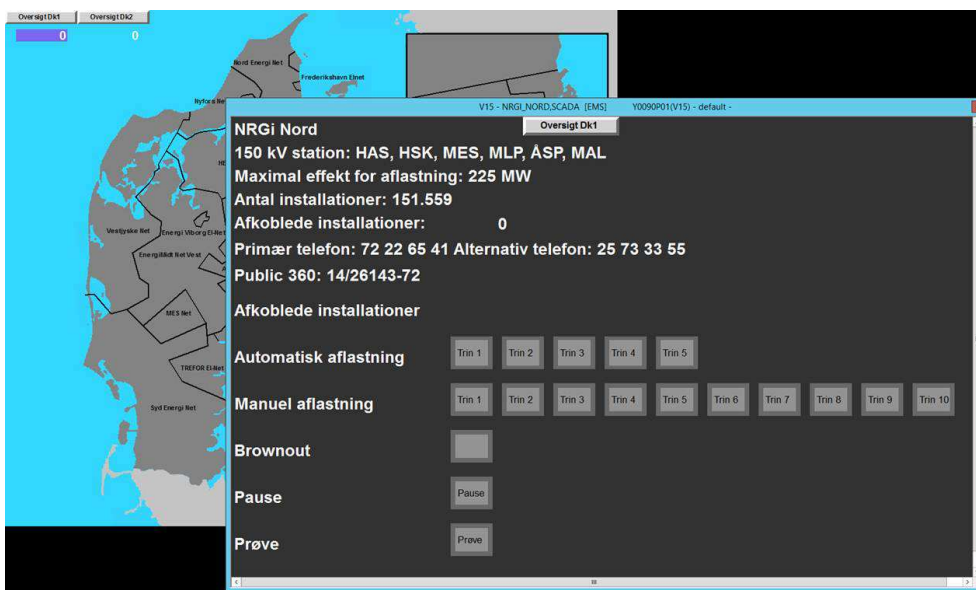 Oversigt Dk1 Oversigt Dk2
0 0
Nord Energi Net
Frederikshavn Elnet
Nyfors Ne
HE
Vestjyske Net
Energi Viborg El-Net
EnergiMidt Net Vest
A
MES Net
TREFOR El-Net
Syd Energi Net
V15 - NRGI_NORD,SCADA [EMS] Y0090P01(V15) - default -
NRGi Nord
Oversigt Dk1
150 kV station: HAS, HSK, MES, MLP, ÅSP, MAL
Maximal effekt for aflastning: 225 MW
Antal installationer: 151.559
Afkoblede installationer: 0
Primær telefon: 72 22 65 41 Alternativ telefon: 25 73 33 55
Public 360: 14/26143-72
Afkoblede installationer
Automatisk aflastning Trin 1 Trin 2 Trin 3 Trin 4 Trin 5
Manuel aflastning Trin 1 Trin 2 Trin 3 Trin 4 Trin 5 Trin 6 Trin 7 Trin 8 Trin 9 Trin 10
Brownout
Pause Pause
Prøve Prøve